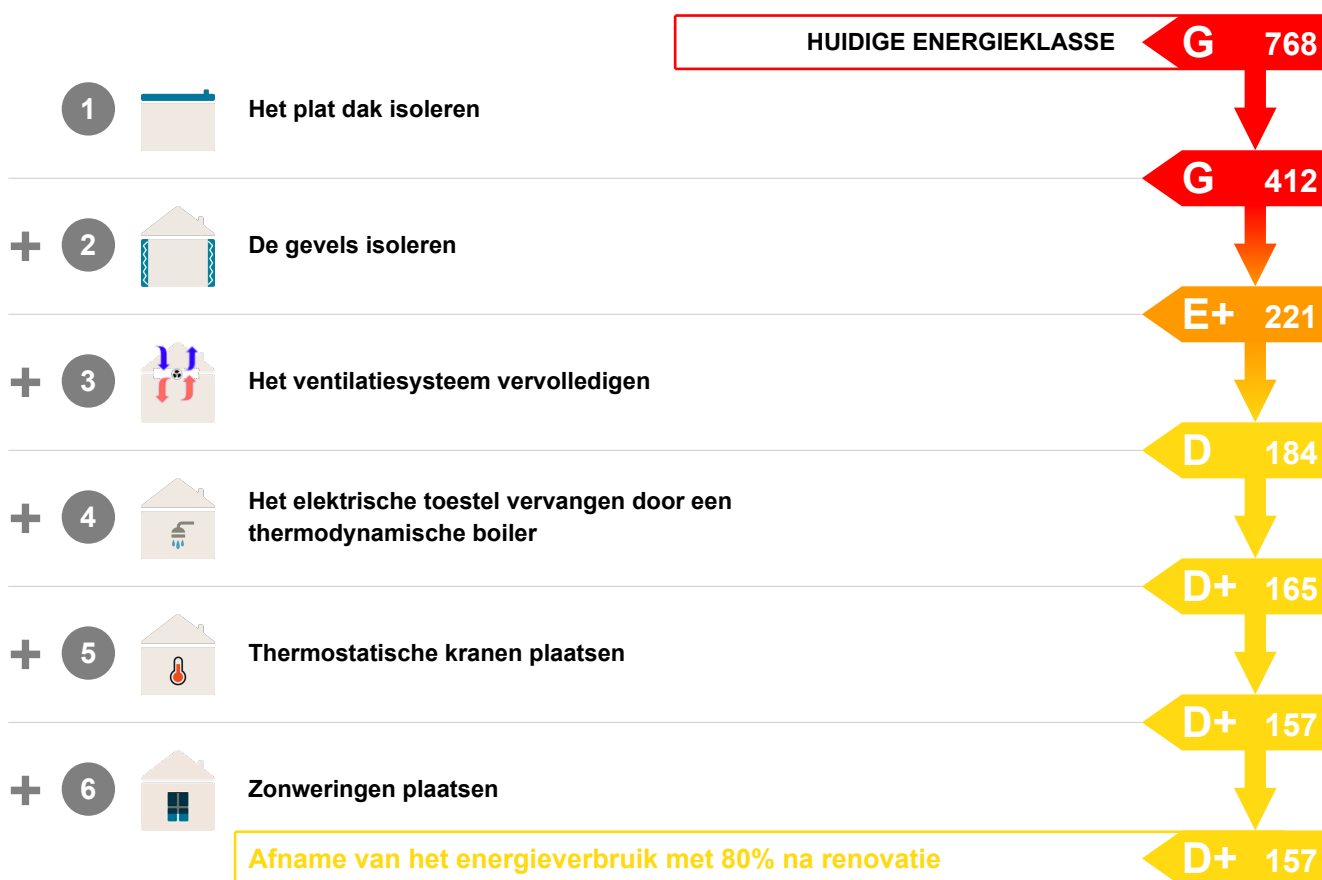 HUIDIGE ENERGIEKLASSE G 768
1 Het plat dak isoleren
G 412
+ 2 De gevels isoleren
E+ 221
+ 3 Het ventilatiesysteem vervolledigen
D 184
+ 4 Het elektrische toestel vervangen door een
thermodynamische boiler
D+ 165
+ 5 Thermostatische kranen plaatsen
D+ 157
+ 6 Zonweringen plaatsen
Afname van het energieverbruik met 80% na renovatie D+ 157